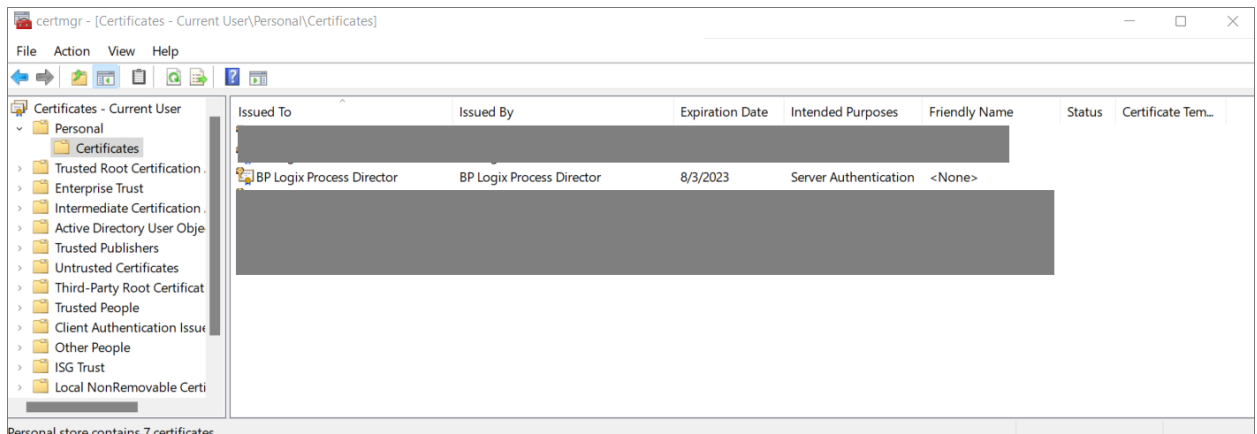 certmgr - [Certificates - Current User\Personal\Certificates]
File Action View Help
Certificates - Current User
Personal
Certificates
Trusted Root Certification
Enterprise Trust
Intermediate Certification
Active Directory User Obje
Trusted Publishers
Untrusted Certificates
Third-Party Root Certificat
Trusted People
Client Authentication Issue
Other People
ISG Trust
Local NonRemovable Certi
Issued To Issued By Expiration Date Intended Purposes Friendly Name Status Certificate Tem...
BP Logix Process Director BP Logix Process Director 8/3/2023 Server Authentication <None>
Personal store contains 7 certificates